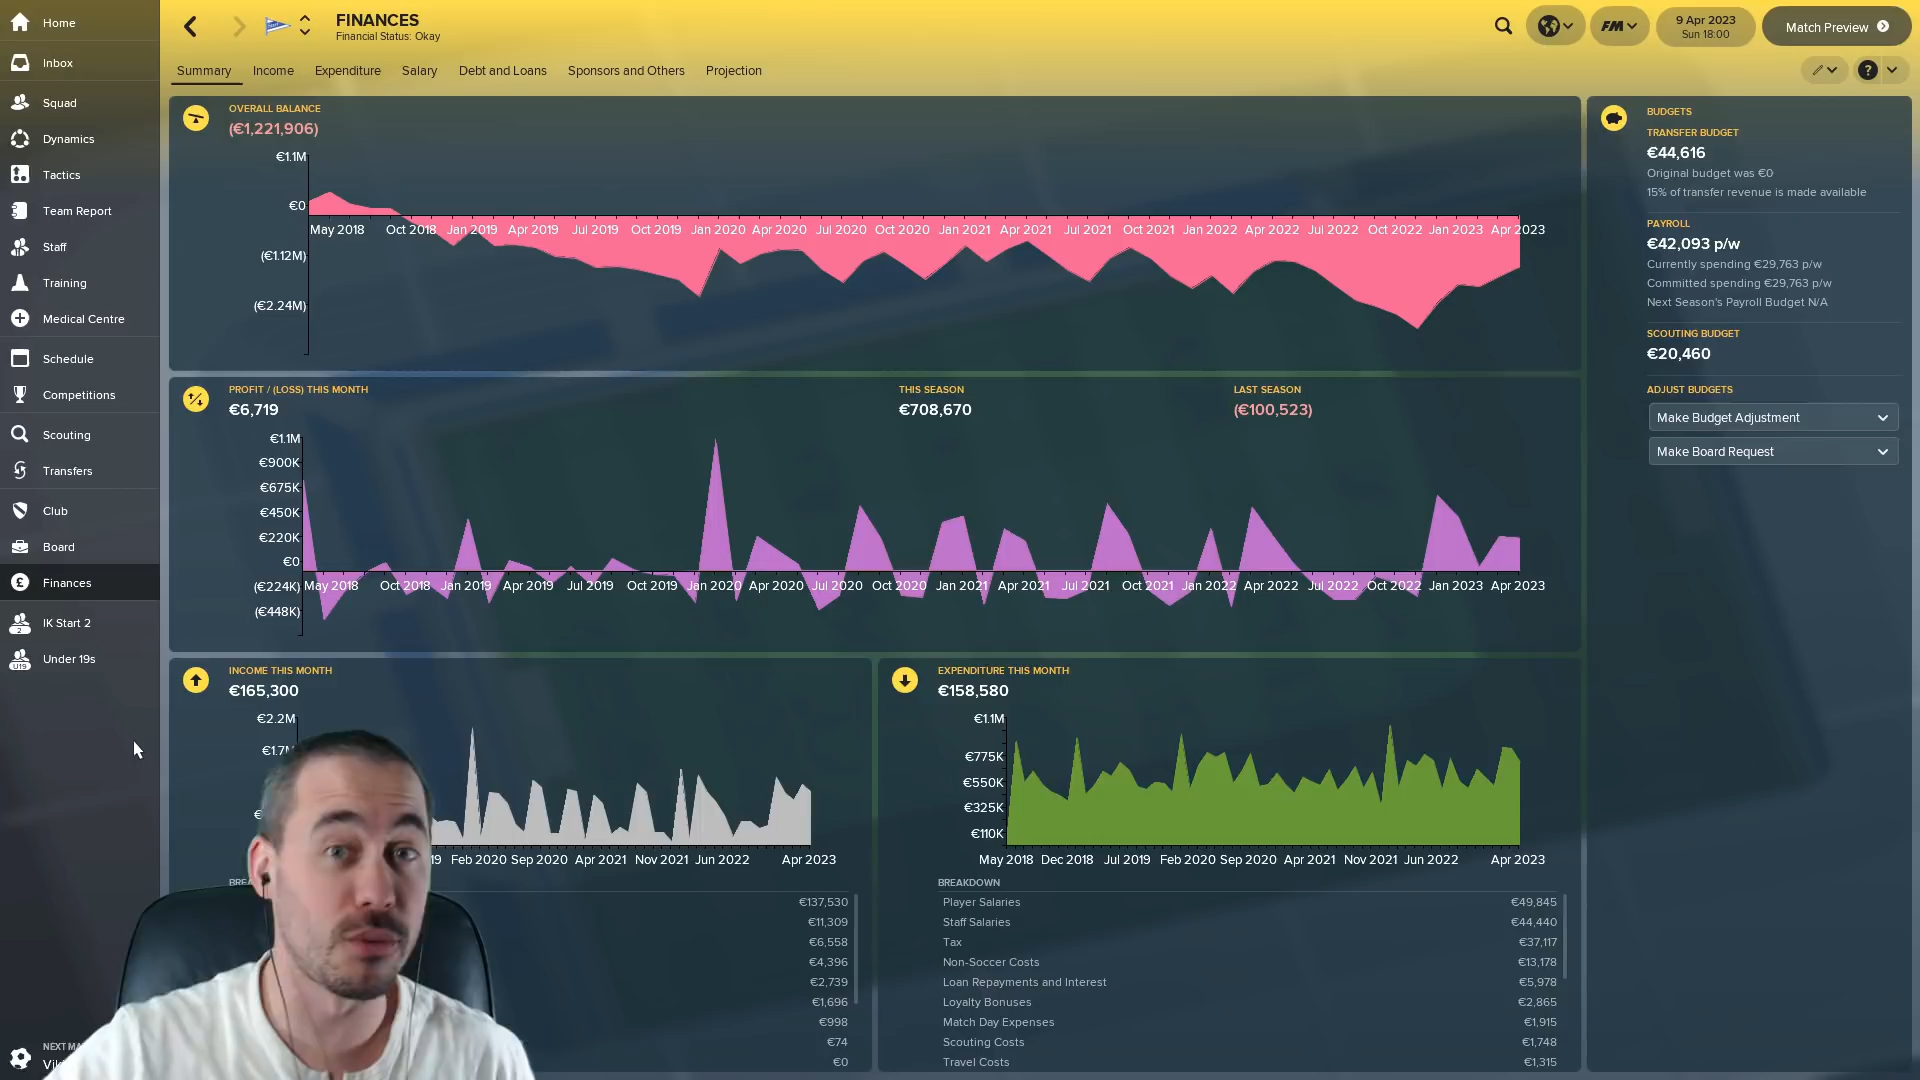 Home
Inbox
Squad
Dynamics
Tactics
Team Report
Staff
Training
Medical Centre
Schedule
Competitions
Scouting
Transfers
Club
Board
Finances
2
IK Start 2
U19
Under 19s
NEXT
FINANCES
Financial Status: Okay
FM
9 Apr 2023
Sun 18:00
Match Preview
Summary Income Expenditure Salary Debt and Loans Sponsors and Others Projection
?
OVERALL BALANCE
(€1,221,906)
€1.1M
€0
(€1.12M)
(€2.24M)
May 2018 Oct 2018 Jan 2019 Apr 2019 Jul 2019 Oct 2019 Jan 2020 Apr 2020 Jul 2020 Oct 2020 Jan 2021 Apr 2021 Jul 2021 Oct 2021 Jan 2022 Apr 2022 Jul 2022 Oct 2022 Jan 2023 Apr 2023
PROFIT / (LOSS) THIS MONTH
€6,719
THIS SEASON
€708,670
LAST SEASON
(€100,523)
€1.1M
€900K
€675K
€450K
€220K
€0
(€224K)
(€448K)
May 2018 Oct 2018 Jan 2019 Apr 2019 Jul 2019 Oct 2019 Jan 2020 Apr 2020 Jul 2020 Oct 2020 Jan 2021 Apr 2021 Jul 2021 Oct 2021 Jan 2022 Apr 2022 Jul 2022 Oct 2022 Jan 2023 Apr 2023
INCOME THIS MONTH
€165,300
€2.2M
€1.7M
€
19 Feb 2020 Sep 2020 Apr 2021 Nov 2021 Jun 2022 Apr 2023
BREA
€137,530
€11,309
€6,558
€4,396
€2,739
€1,696
€998
€74
€0
EXPENDITURE THIS MONTH
€158,580
€1.1M
€775K
€550K
€325K
€110K
May 2018 Dec 2018 Jul 2019 Feb 2020 Sep 2020 Apr 2021 Nov 2021 Jun 2022 Apr 2023
BREAKDOWN
Player Salaries €49,845
Staff Salaries €44,440
Tax €37,117
Non-Soccer Costs €13,178
Loan Repayments and Interest €5,978
Loyalty Bonuses €2,865
Match Day Expenses €1,915
Scouting Costs €1,748
Travel Costs €1,315
BUDGETS
TRANSFER BUDGET
€44,616
Original budget was €0
15% of transfer revenue is made available
PAYROLL
€42,093 p/w
Currently spending €29,763 p/w
Committed spending €29,763 p/w
Next Season's Payroll Budget N/A
SCOUTING BUDGET
€20,460
ADJUST BUDGETS
Make Budget Adjustment
Make Board Request